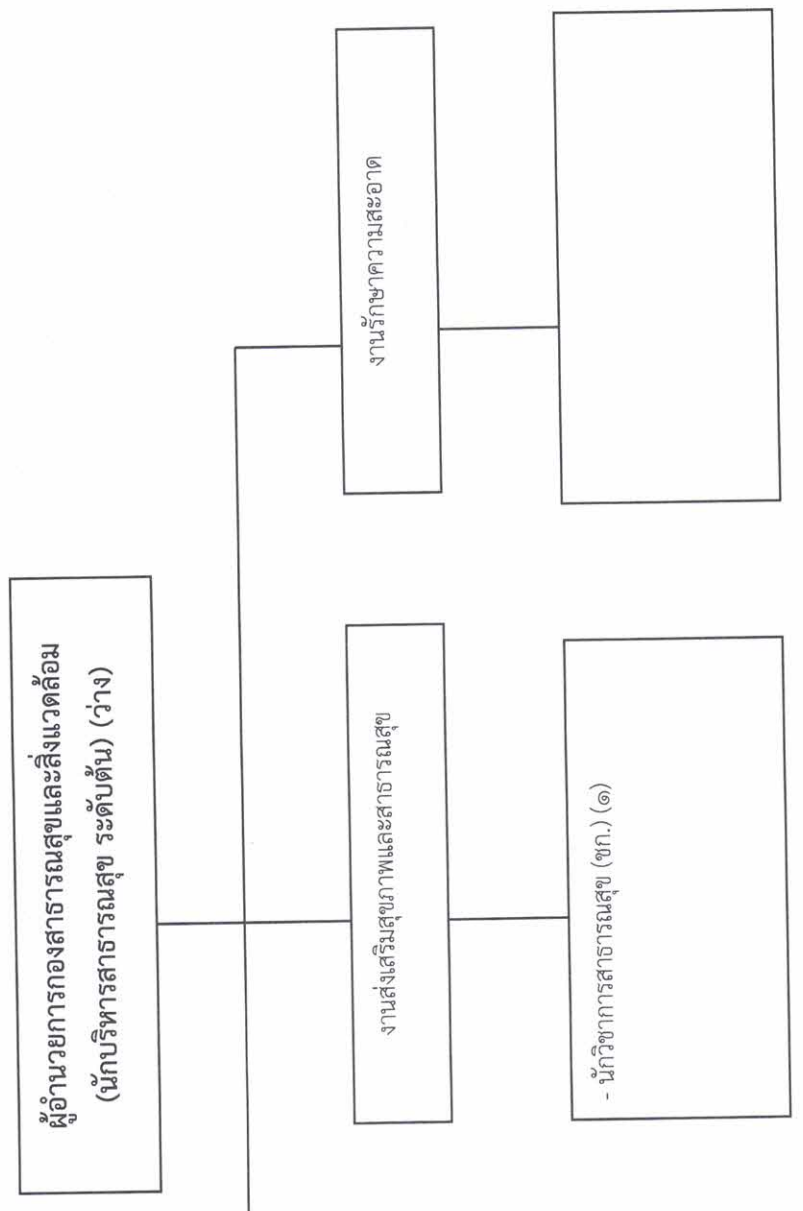 ผู้อำนวยการกองสาธารณสุขและสิ่งแวดล้อม
(นักบริหารสาธารณสุข ระดับต้น) (ว่าง)
งานส่งเสริมสุขภาพและสาธารณสุข
งานรักษาความสะอาด
- นักวิชาการสาธารณสุข (ชก.) (๑)